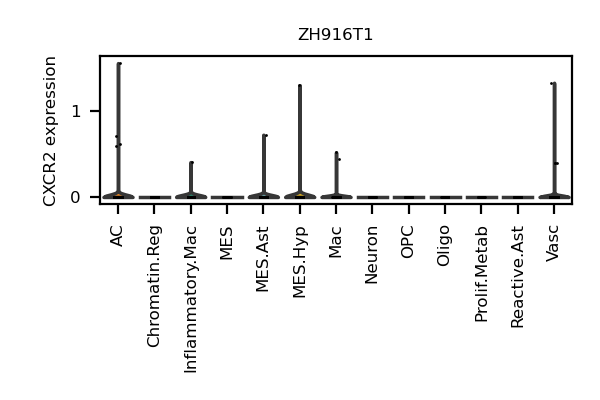 ZH916T1
CXCR2 expression
1
0
AC
Chromatin.Reg
Inflammatory.Mac
MES
MES.Ast
MES.Hyp
Mac
Neuron
OPC
Oligo
Prolif.Metab
Reactive.Ast
Vasc